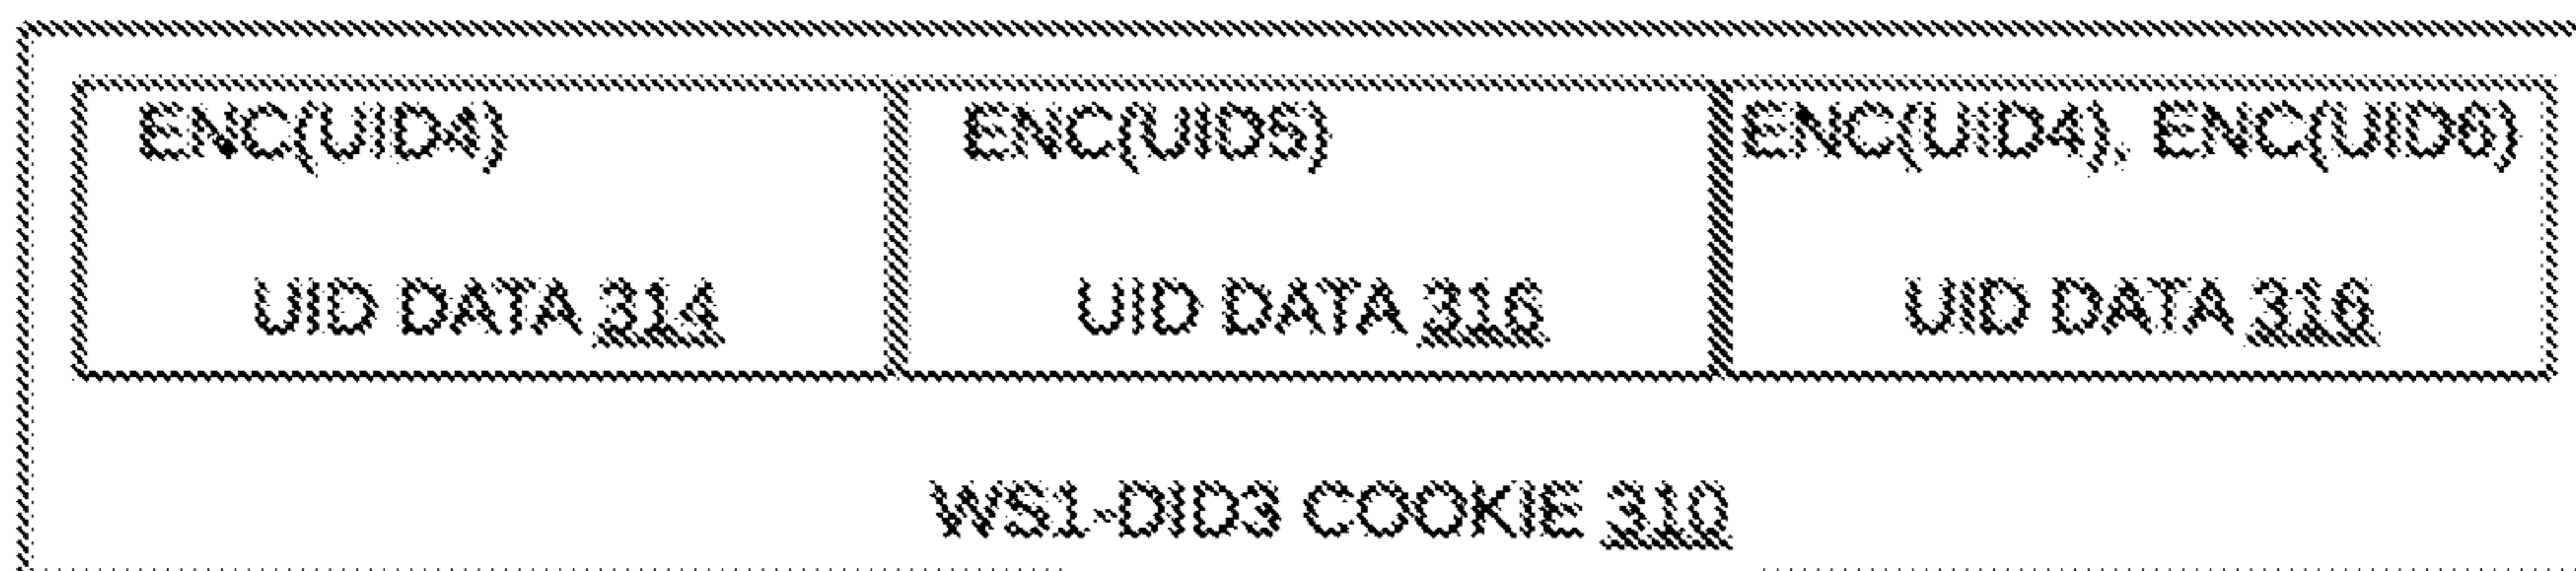 ENC(UID4) ENC(UID5) ENC(UID4), ENC(UID6)
UID DATA 314 UID DATA 316 UID DATA 316
WS1-DID3 COOKIE 310